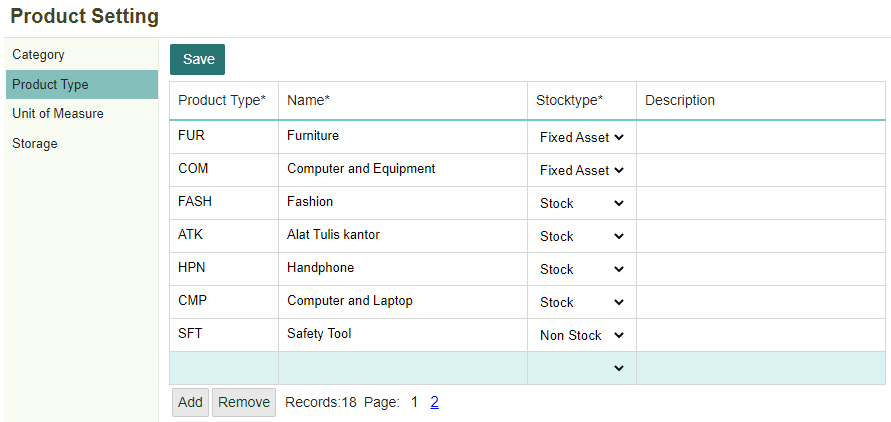 Product Setting
Category
Product Type
Unit of Measure
Storage
Save
Product Type* Name* Stocktype* Description
FUR Furniture Fixed Asset
COM Computer and Equipment Fixed Asset
FASH Fashion Stock
ATK Alat Tulis kantor Stock
HPN Handphone Stock
CMP Computer and Laptop Stock
SFT Safety Tool Non Stock
Add Remove Records:18 Page: 1 2